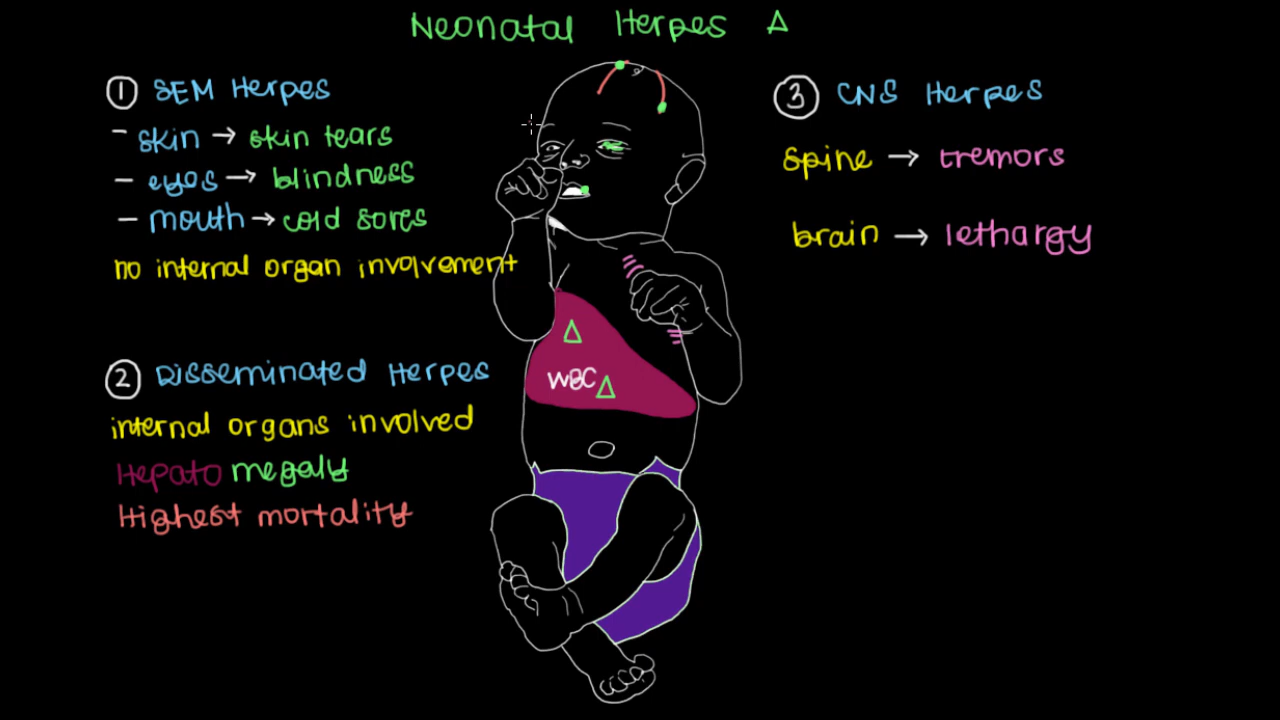 Neonatal Herpes Δ
① SEM Herpes
- skin → skin tears
- eyes → blindness
- mouth → cold sores
no internal organ involvement
② Disseminated Herpes
internal organs involved
Hepatomegaly
Highest mortality
③ CNS Herpes
spine → tremors
brain → lethargy
Δ
WBC Δ